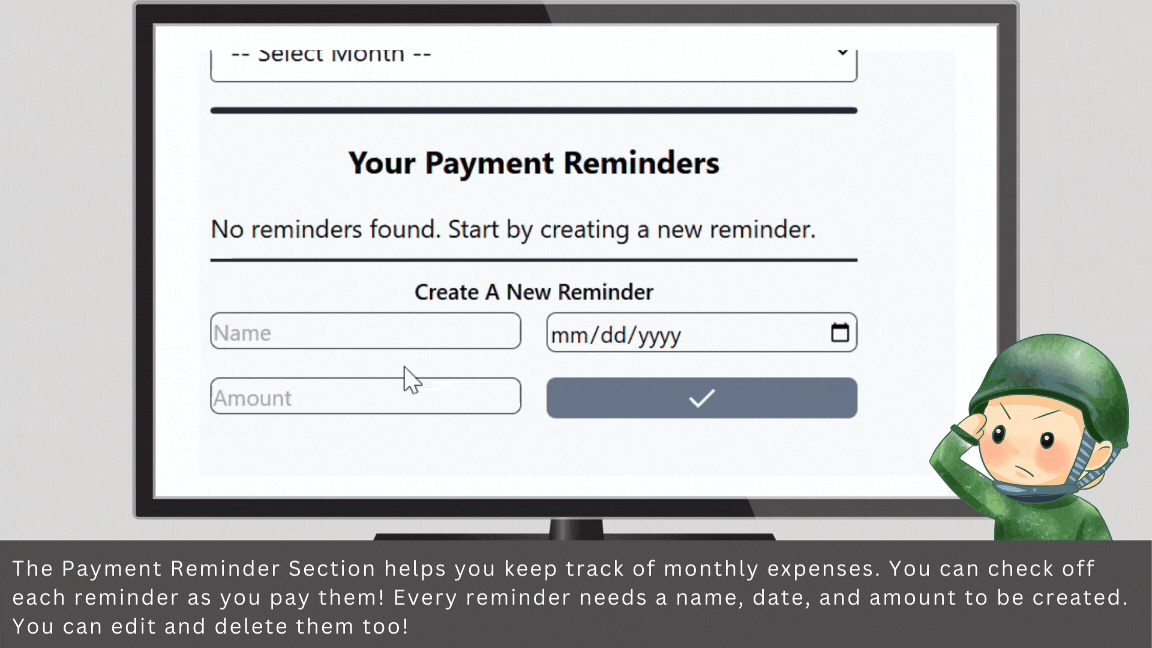 -- Select Month --
Your Payment Reminders
No reminders found. Start by creating a new reminder.
Create A New Reminder
Name
mm/dd/yyyy
Amount
The Payment Reminder Section helps you keep track of monthly expenses. You can check off
each reminder as you pay them! Every reminder needs a name, date, and amount to be created.
You can edit and delete them too!